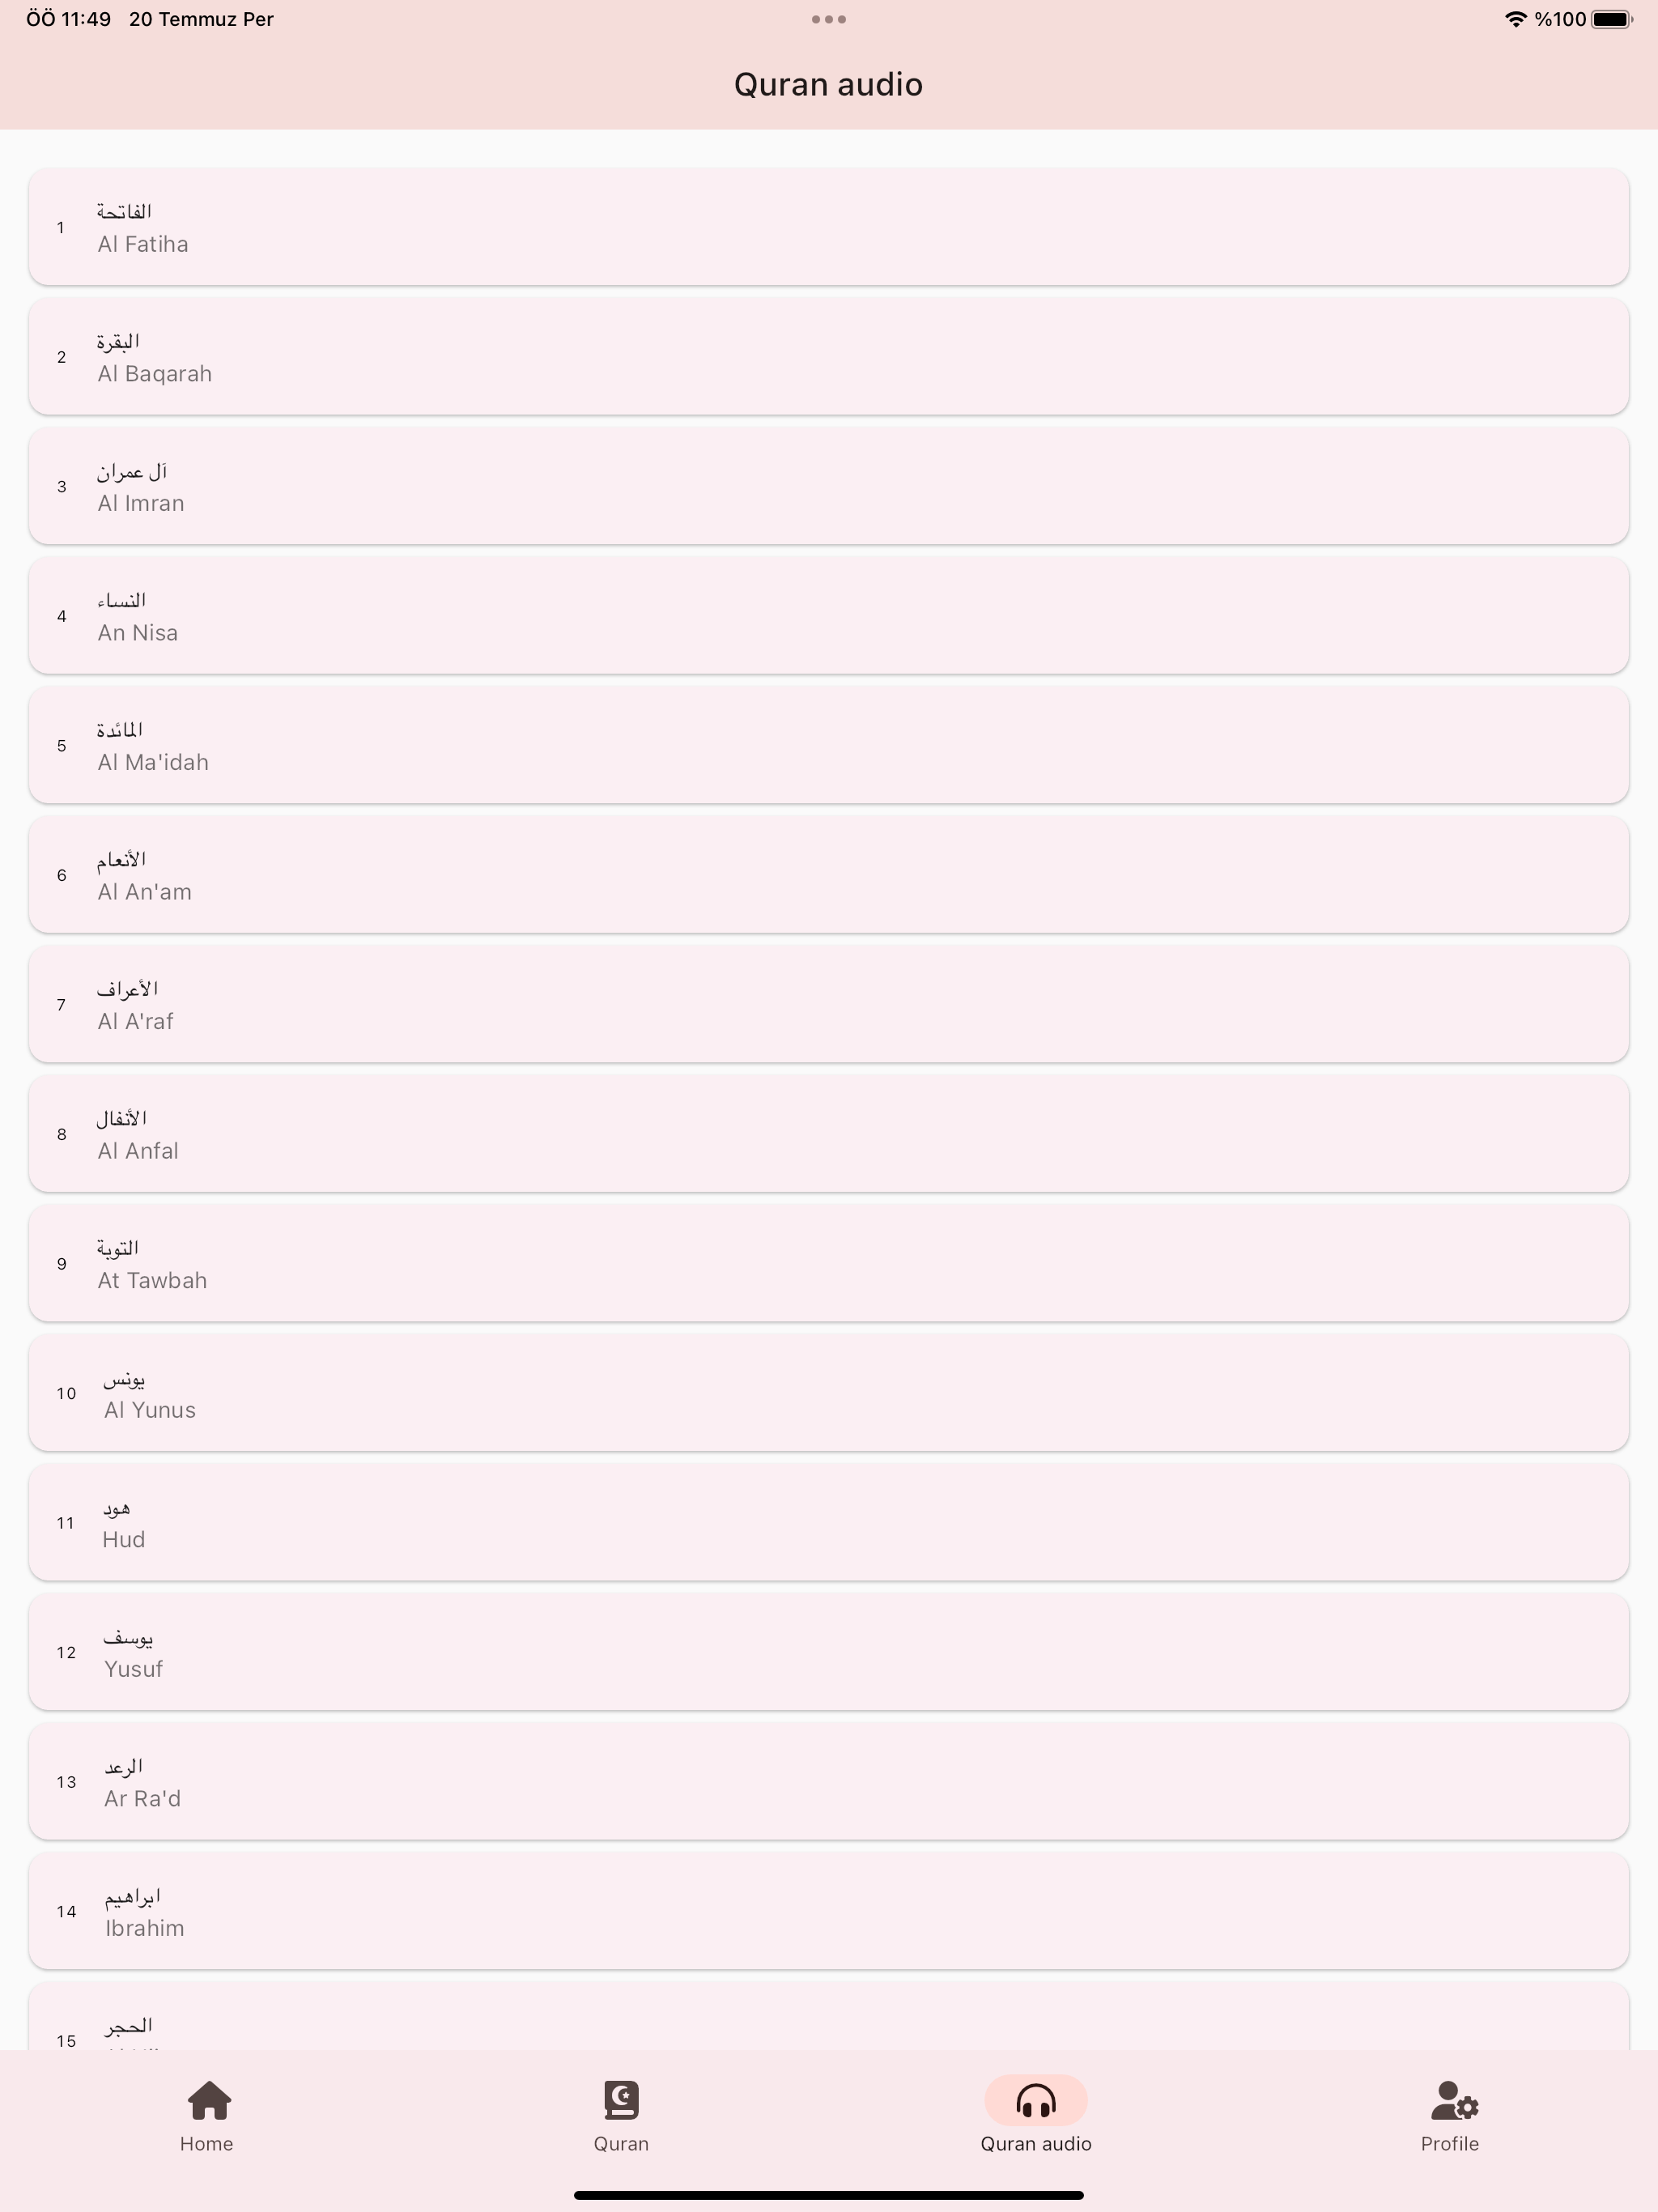 ÖÖ 11:49 20 Temmuz Per
%100
Quran audio
1
الفاتحة
Al Fatiha
2
البقرة
Al Baqarah
3
آل عمران
Al Imran
4
النساء
An Nisa
5
المائدة
Al Ma'idah
6
الأنعام
Al An'am
7
الأعراف
Al A'raf
8
الأنفال
Al Anfal
9
التوبة
At Tawbah
10
يونس
Al Yunus
11
هود
Hud
12
يوسف
Yusuf
13
الرعد
Ar Ra'd
14
ابراهيم
Ibrahim
15
الحجر
Home
Quran
Quran audio
Profile